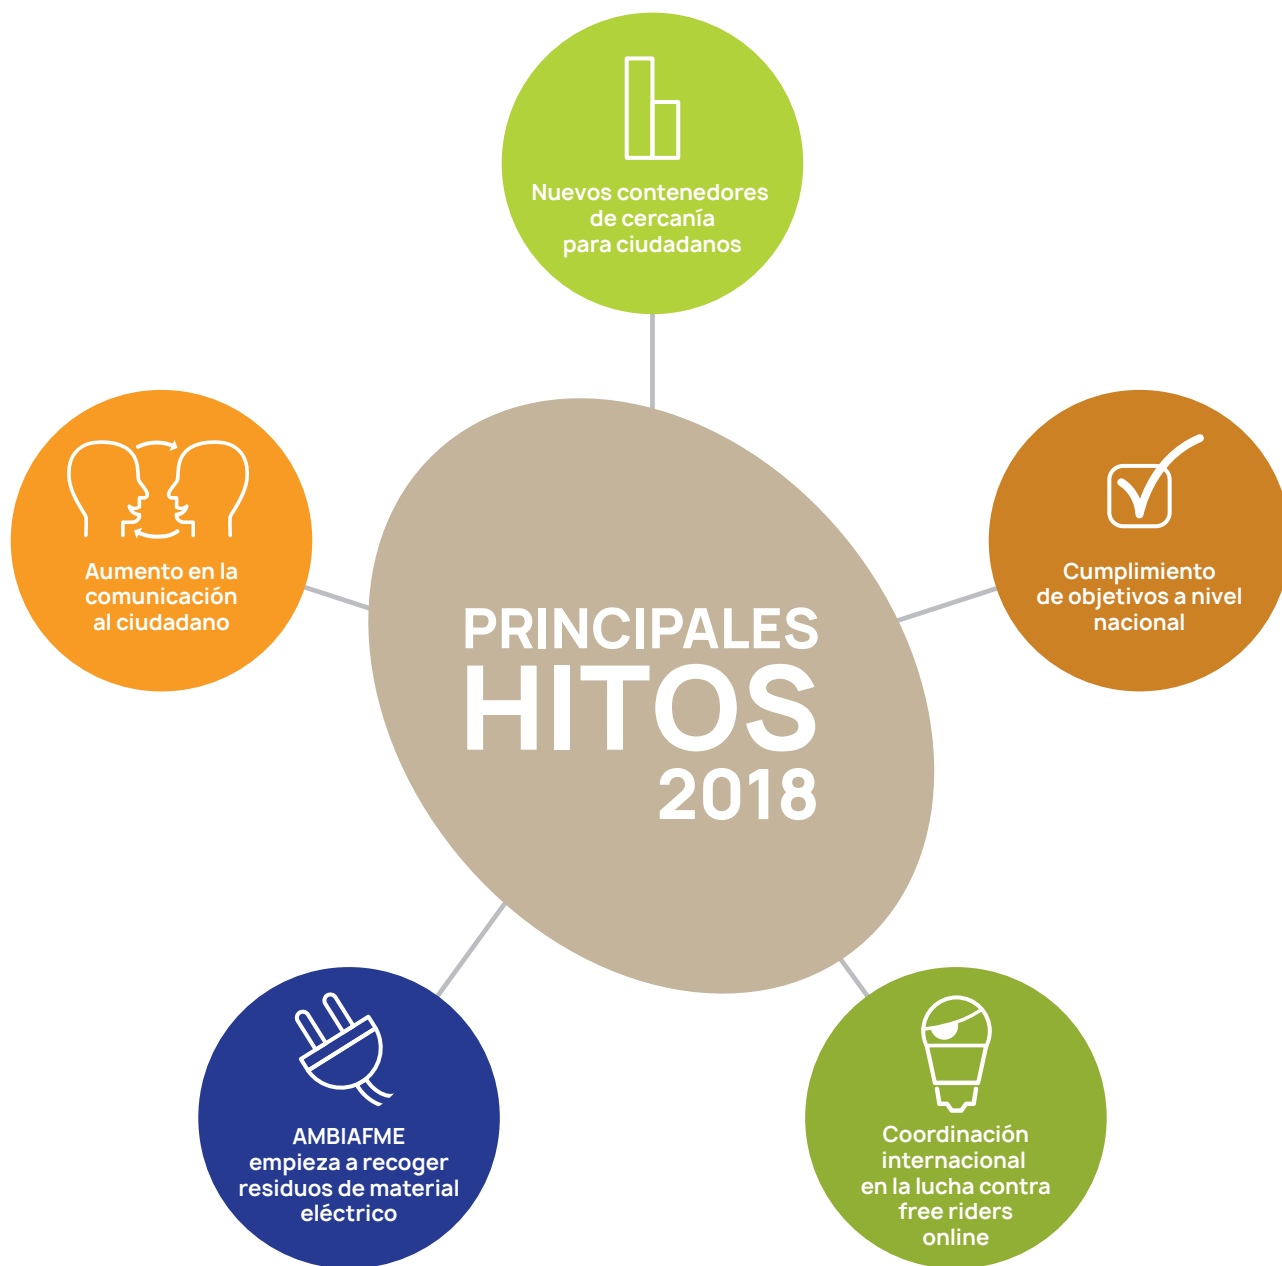 Nuevos contenedores
de cercanía
para ciudadanos
Aumento en la
comunicación
al ciudadano
Cumplimiento
de objetivos a nivel
nacional
PRINCIPALES
HITOS
2018
AMBIAFME
empieza a recoger
residuos de material
eléctrico
Coordinación
internacional
en la lucha contra
free riders
online